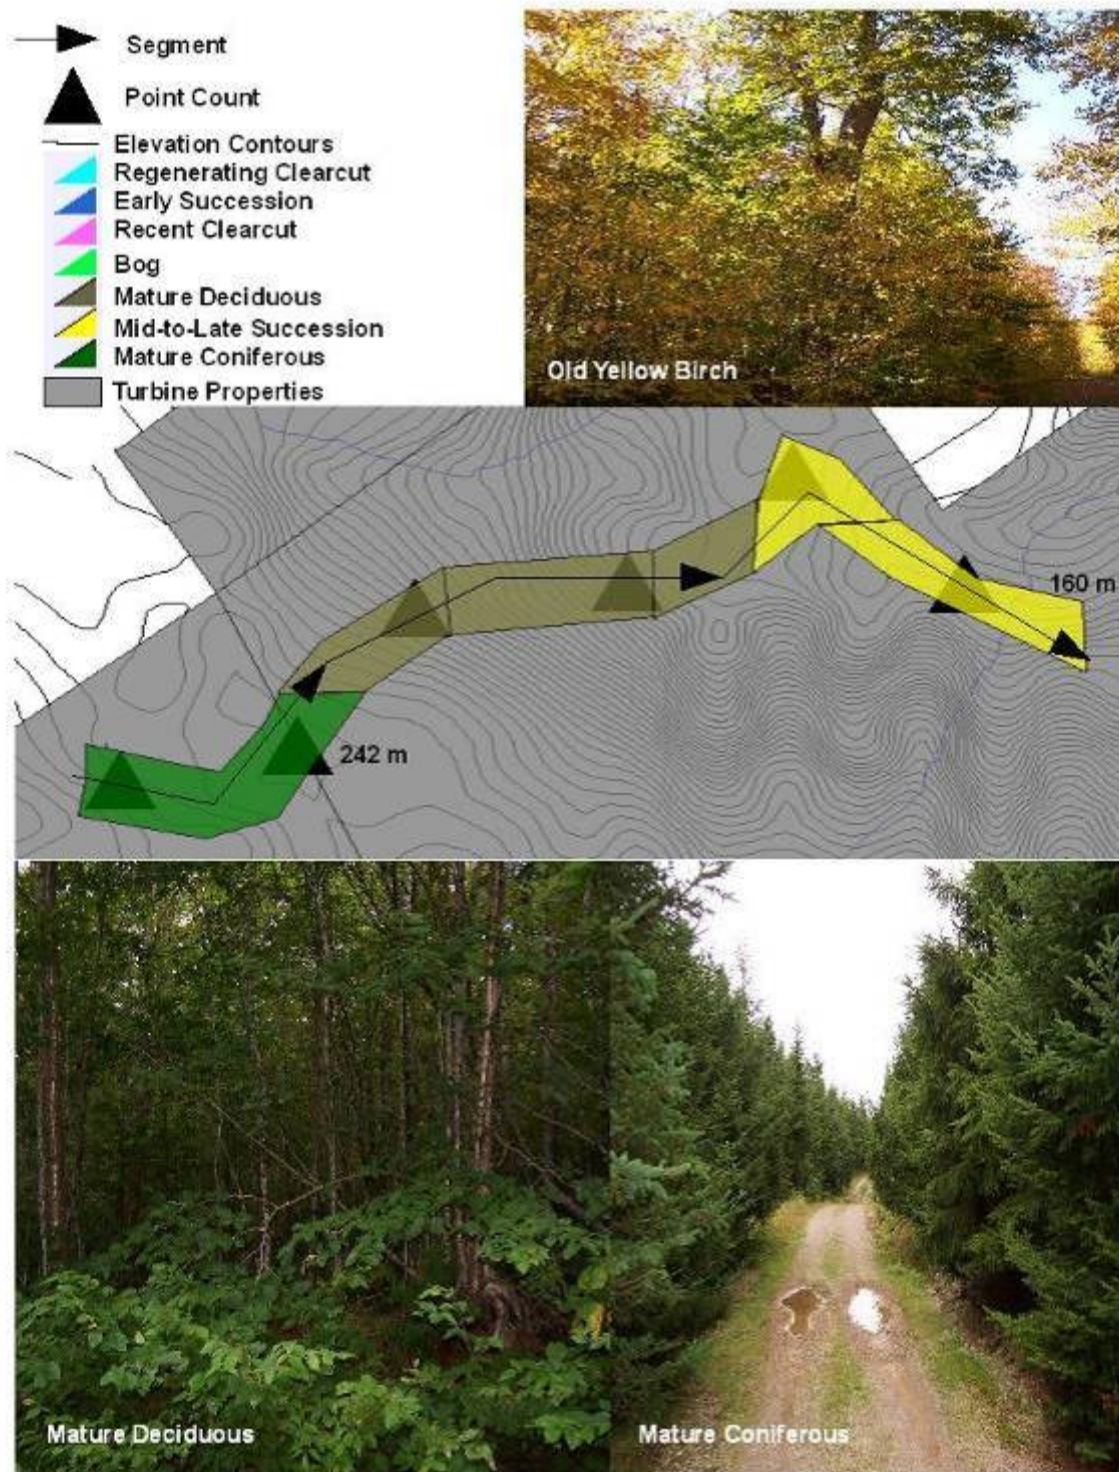 Segment
Point Count
Elevation Contours
Regenerating Clearcut
Early Succession
Recent Clearcut
Bog
Mature Deciduous
Mid-to-Late Succession
Mature Coniferous
Turbine Properties
Old Yellow Birch
160 m
242 m
Mature Deciduous
Mature Coniferous